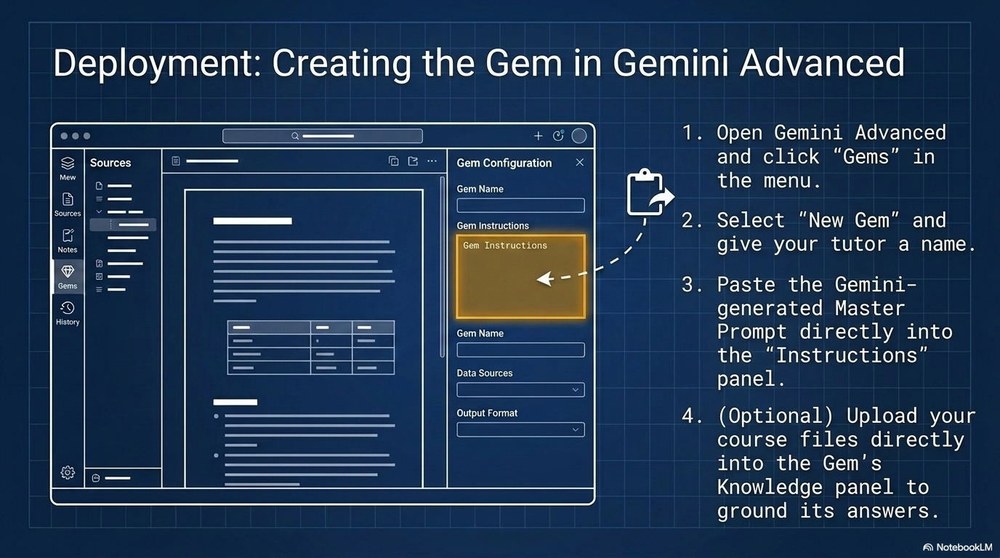 Deployment: Creating the Gem in Gemini Advanced
Mew
Sources
Notes
Gems
History
Sources
Gem Configuration
Gem Name
Gem Instructions
Gem Instructions
Gem Name
Data Sources
Output Format
1. Open Gemini Advanced
and click “Gems” in
the menu.
2. Select “New Gem” and
give your tutor a name.
3. Paste the Gemini-
generated Master
Prompt directly into
the “Instructions”
panel.
4. (Optional) Upload your
course files directly
into the Gem’s
Knowledge panel to
ground its answers.
NotebookLM